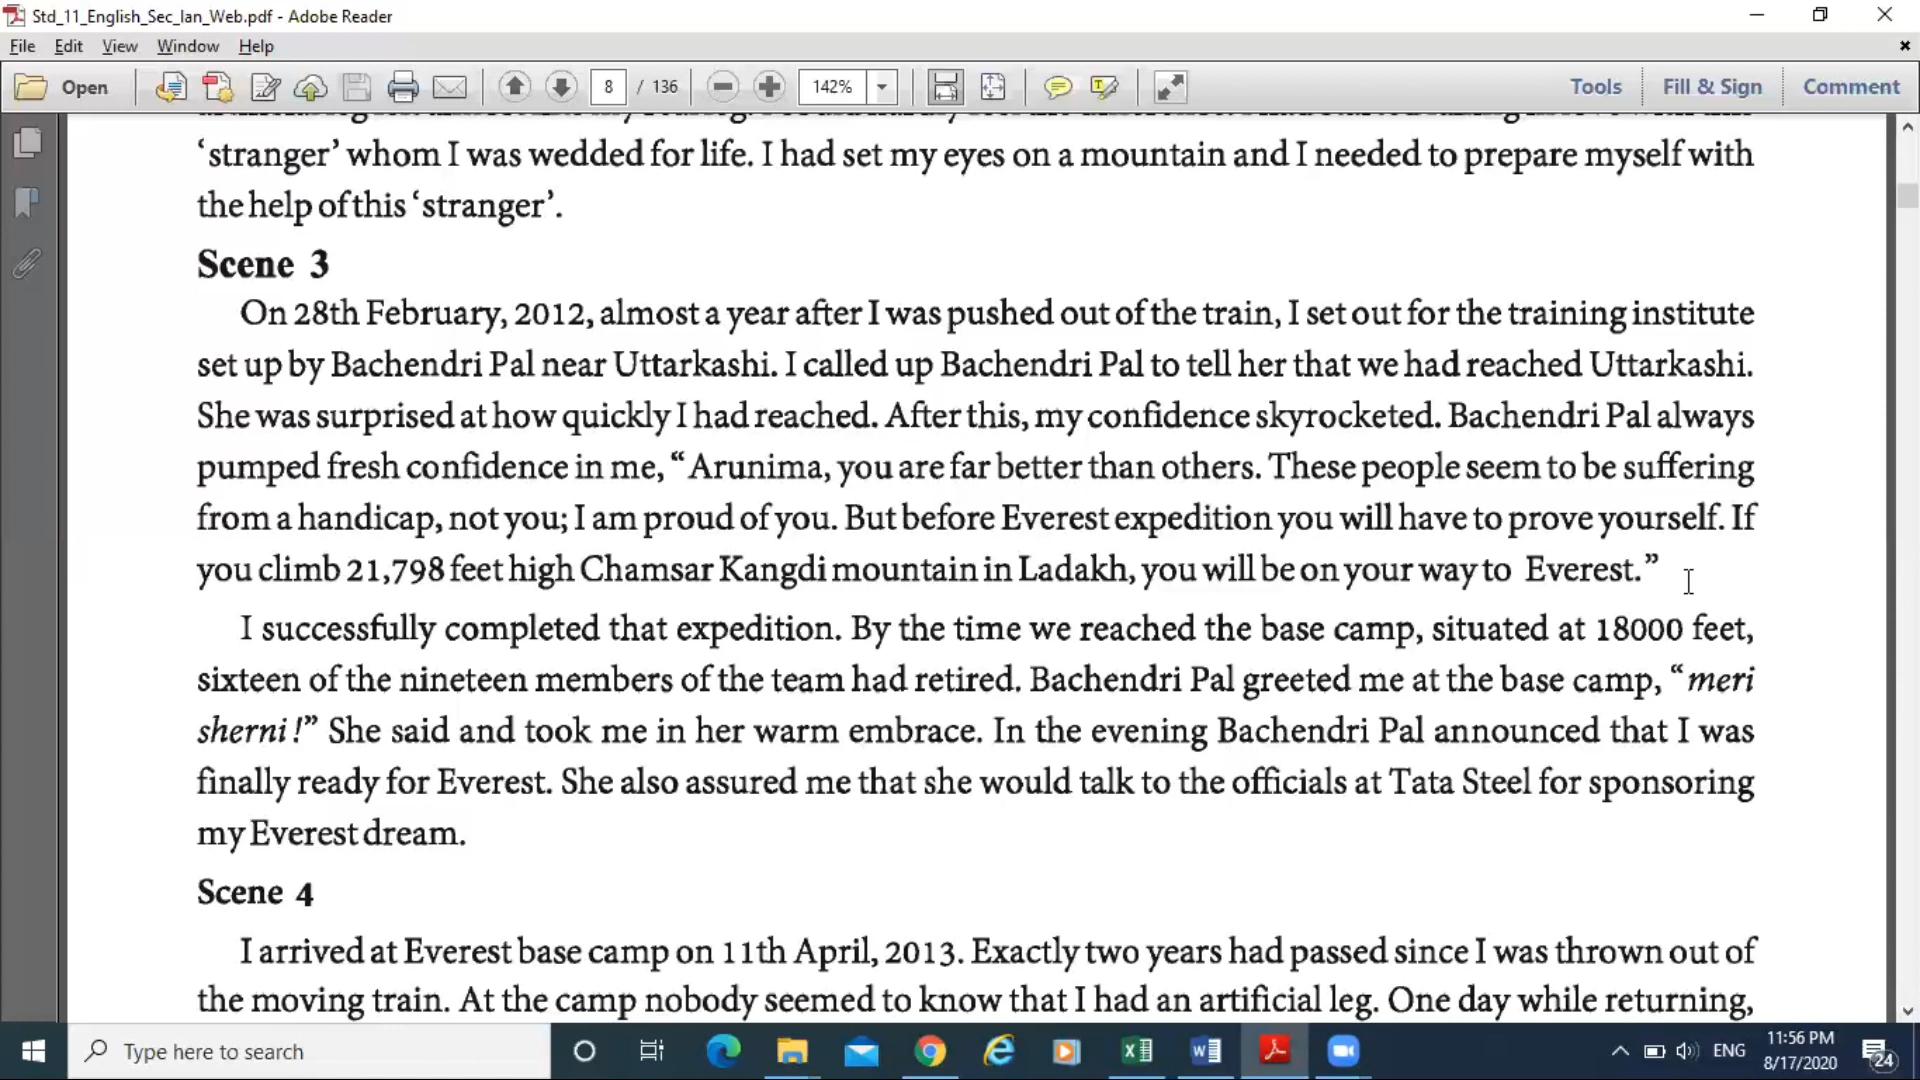 Std_11_English_Sec_lan_Web.pdf - Adobe Reader
File Edit View Window Help
Open 8 / 136 142% Tools Fill & Sign Comment
‘stranger’ whom I was wedded for life. I had set my eyes on a mountain and I needed to prepare myself with
the help of this ‘stranger’.
Scene 3
On 28th February, 2012, almost a year after I was pushed out of the train, I set out for the training institute
set up by Bachendri Pal near Uttarkashi. I called up Bachendri Pal to tell her that we had reached Uttarkashi.
She was surprised at how quickly I had reached. After this, my confidence skyrocketed. Bachendri Pal always
pumped fresh confidence in me, “ Arunima, you are far better than others. These people seem to be suffering
from a handicap, not you; I am proud of you. But before Everest expedition you will have to prove yourself. If
you climb 21,798 feet high Chamsar Kangdi mountain in Ladakh, you will be on your way to Everest.”
I successfully completed that expedition. By the time we reached the base camp, situated at 18000 feet,
sixteen of the nineteen members of the team had retired. Bachendri Pal greeted me at the base camp, “meri
sherni !” She said and took me in her warm embrace. In the evening Bachendri Pal announced that I was
finally ready for Everest. She also assured me that she would talk to the officials at Tata Steel for sponsoring
my Everest dream.
Scene 4
I arrived at Everest base camp on 11th April, 2013. Exactly two years had passed since I was thrown out of
the moving train. At the camp nobody seemed to know that I had an artificial leg. One day while returning,
Type here to search
ENG
11:56 PM
8/17/2020
24